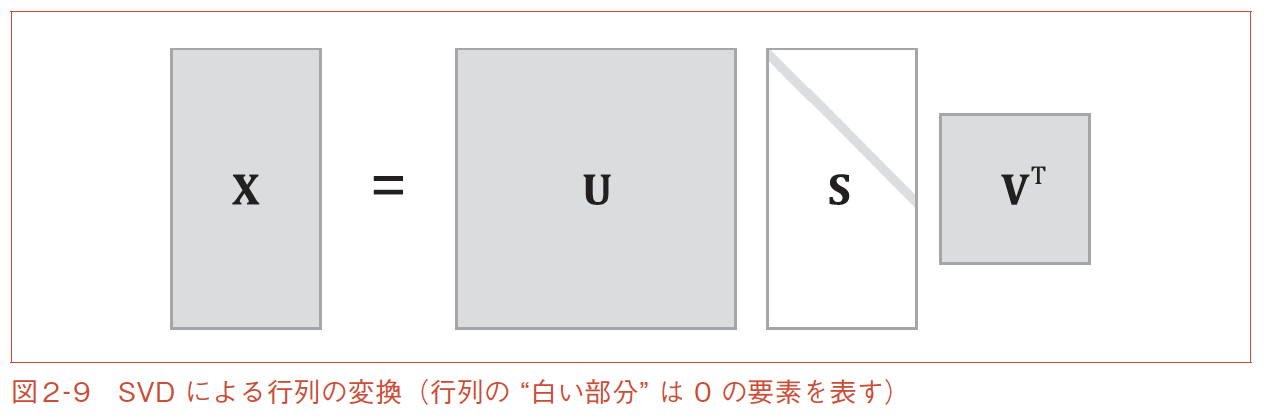 X = U S Vᵀ
図2-9 SVD による行列の変換（行列の “白い部分” は 0 の要素を表す）